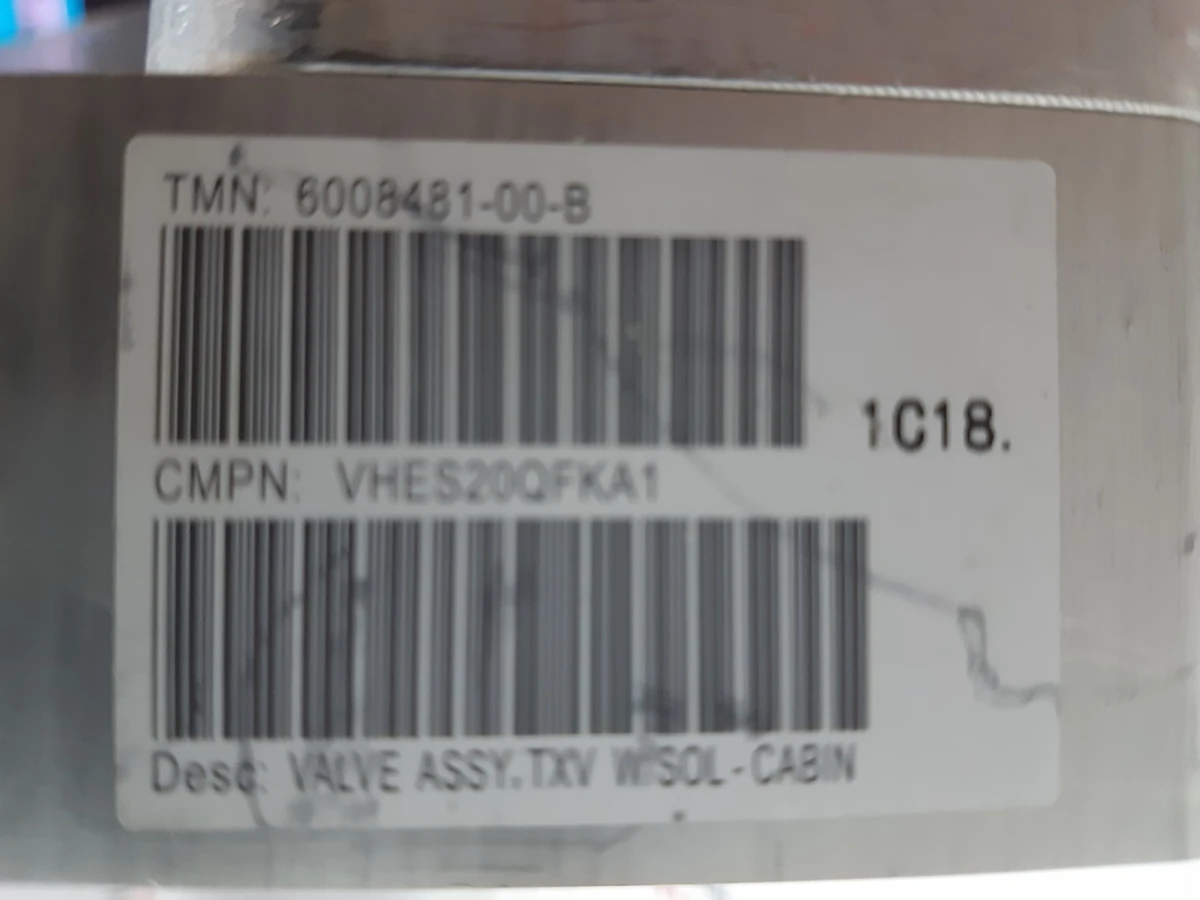 TMN: 6008481-00-B
1C18.
CMPN: VHES20QFKA1
Desc: VALVE ASSY.TXV W/SOL-CABIN